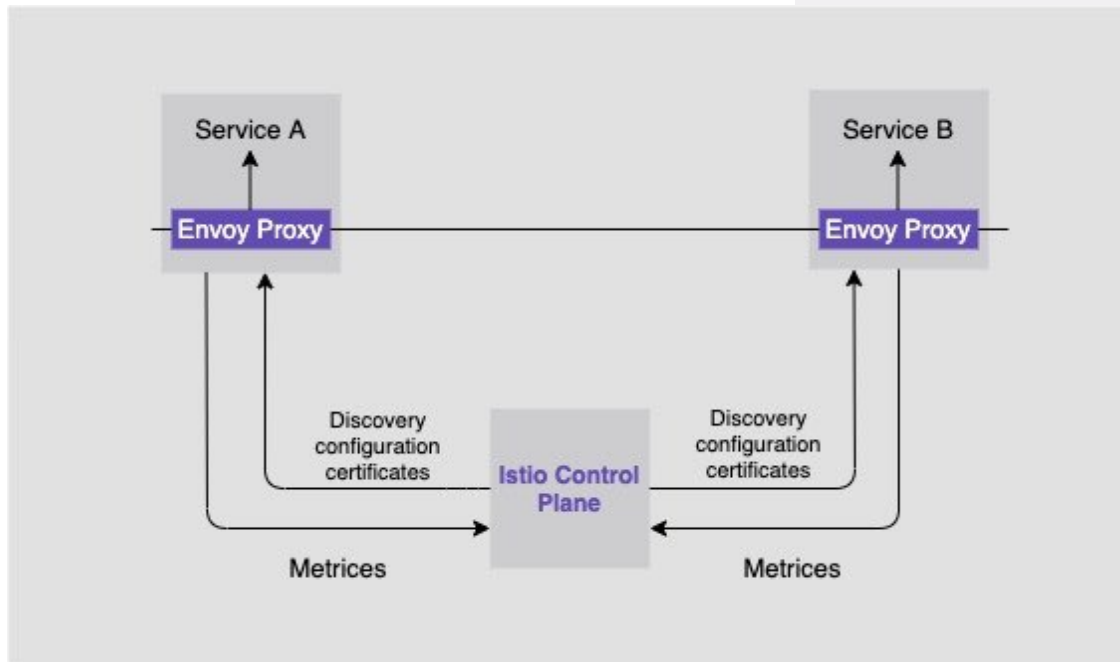 Service A
Service B
Envoy Proxy
Envoy Proxy
Discovery
configuration
certificates
Istio Control
Plane
Discovery
configuration
certificates
Metrices
Metrices